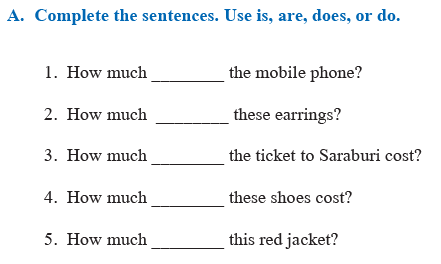 A. Complete the sentences. Use is, are, does, or do.
1. How much ________ the mobile phone?
2. How much ________ these earrings?
3. How much ________ the ticket to Saraburi cost?
4. How much ________ these shoes cost?
5. How much ________ this red jacket?